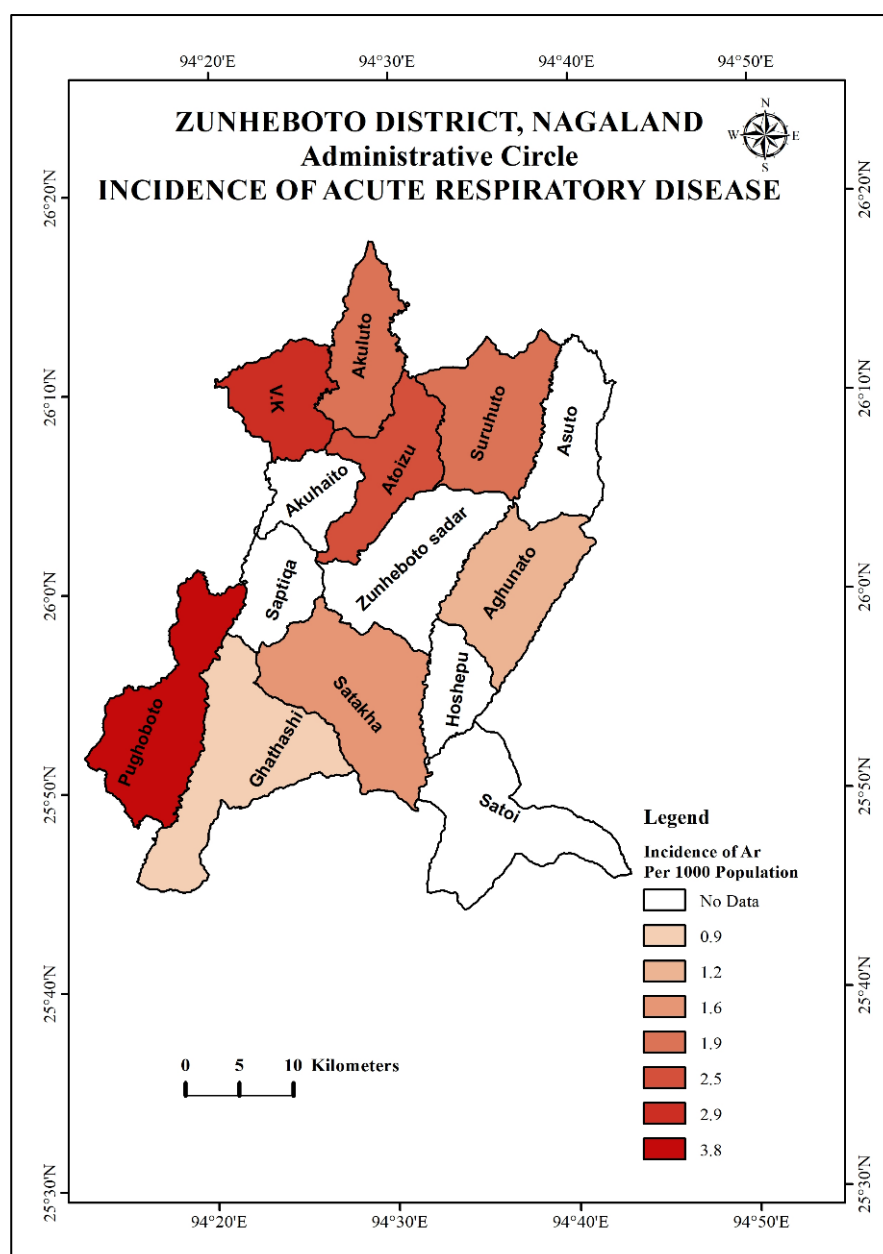 94°20'E 94°30'E 94°40'E 94°50'E
ZUNHEBOTO DISTRICT, NAGALAND
Administrative Circle
INCIDENCE OF ACUTE RESPIRATORY DISEASE
N
W E
S
26°20'N 26°20'N
26°10'N 26°10'N
26°0'N 26°0'N
25°50'N 25°50'N
25°40'N 25°40'N
25°30'N 25°30'N
Akuluto
V.K
Suruhuto
Asuto
Atoizu
Akuhaito
Zunheboto sadar
Aghunato
Saptiqa
Hoshepu
Satakha
Pughoboto
Ghathashi
Satoi
Legend
Incidence of Ar
Per 1000 Population
No Data
0.9
1.2
1.6
1.9
2.5
2.9
3.8
0 5 10 Kilometers
94°20'E 94°30'E 94°40'E 94°50'E